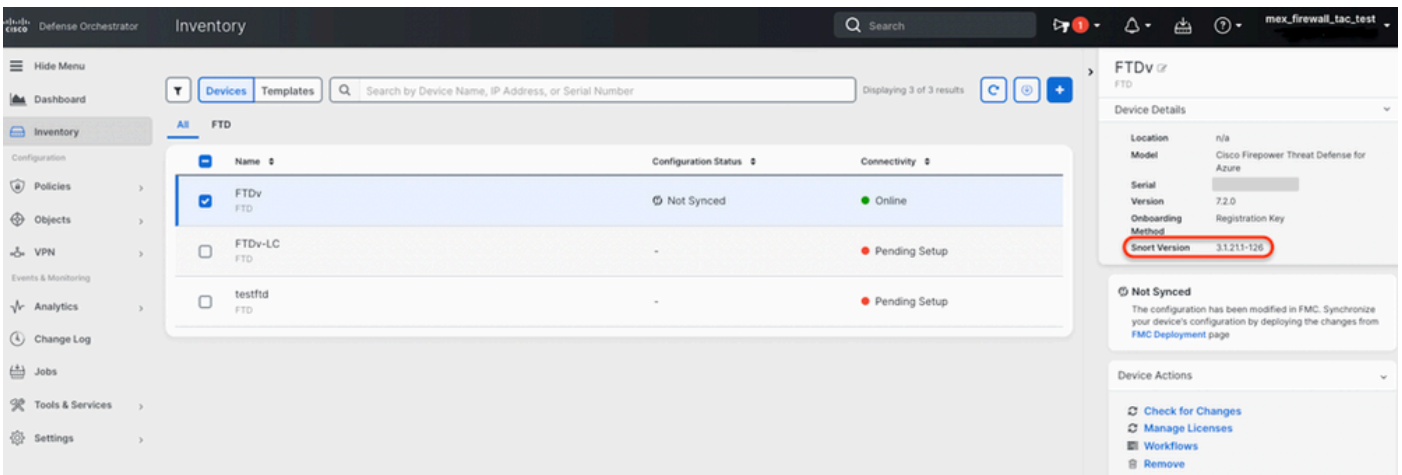 cisco Defense Orchestrator
Inventory
Search
1
mex_firewall_tac_test
Hide Menu
Dashboard
Inventory
Configuration
Policies
Objects
VPN
Events & Monitoring
Analytics
Change Log
Jobs
Tools & Services
Settings
Devices Templates
Search by Device Name, IP Address, or Serial Number
Displaying 3 of 3 results
All FTD
Name Configuration Status Connectivity
FTDv
FTD
Not Synced Online
FTDv-LC
FTD
- Pending Setup
testftd
FTD
- Pending Setup
FTDv
FTD
Device Details
Location n/a
Model Cisco Firepower Threat Defense for
Azure
Serial
Version 7.2.0
Onboarding Registration Key
Method
Snort Version 3.1.21.1-126
Not Synced
The configuration has been modified in FMC. Synchronize
your device's configuration by deploying the changes from
FMC Deployment page
Device Actions
Check for Changes
Manage Licenses
Workflows
Remove